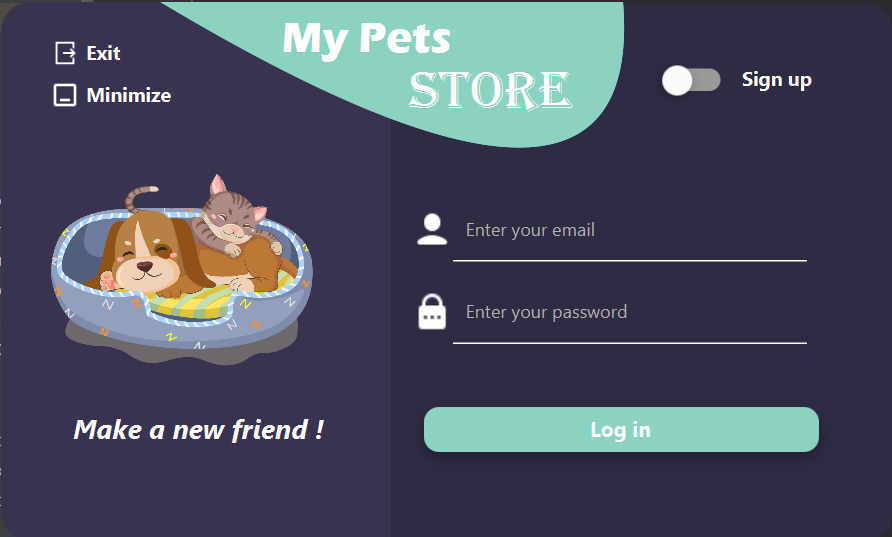 My Pets
STORE
Exit
Minimize
Sign up
Enter your email
Enter your password
Log in
Make a new friend !